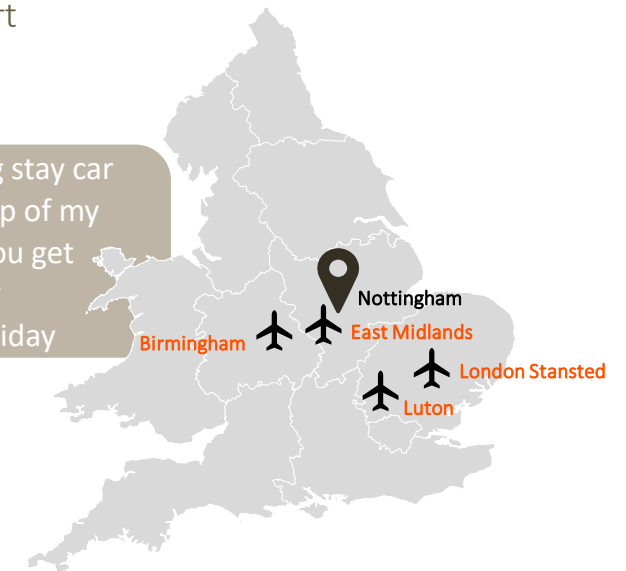 rt
g stay car
p of my
ou get
iday
Nottingham
East Midlands
Birmingham
London Stansted
Luton